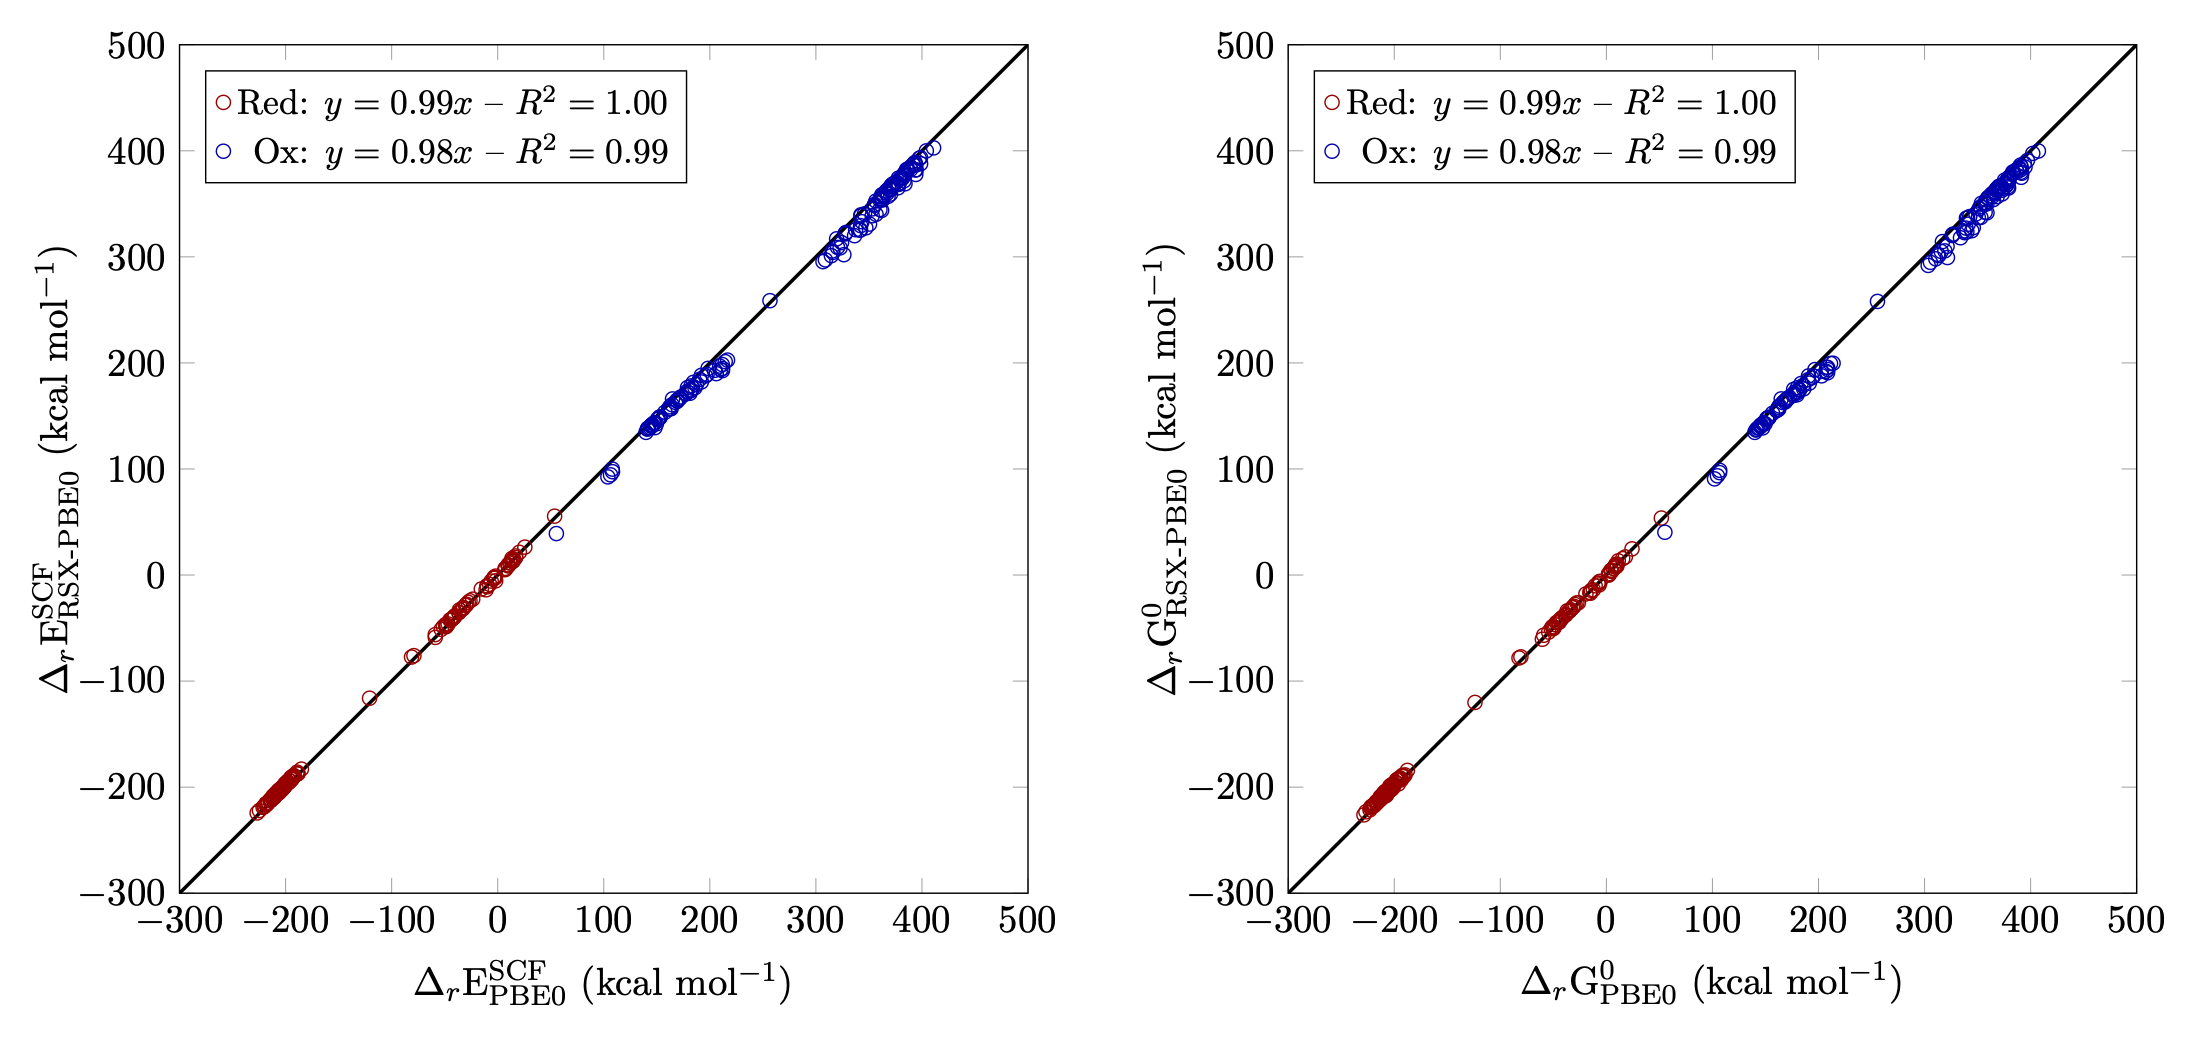 500
400
300
200
100
0
−100
−200
−300
−300 −200 −100 0 100 200 300 400 500
Red: y = 0.99x – R² = 1.00
Ox: y = 0.98x – R² = 0.99
ΔᵣE^SCF_RSX-PBE0 (kcal mol⁻¹)
ΔᵣE^SCF_PBE0 (kcal mol⁻¹)
500
400
300
200
100
0
−100
−200
−300
−300 −200 −100 0 100 200 300 400 500
Red: y = 0.99x – R² = 1.00
Ox: y = 0.98x – R² = 0.99
ΔᵣG^0_RSX-PBE0 (kcal mol⁻¹)
ΔᵣG^0_PBE0 (kcal mol⁻¹)